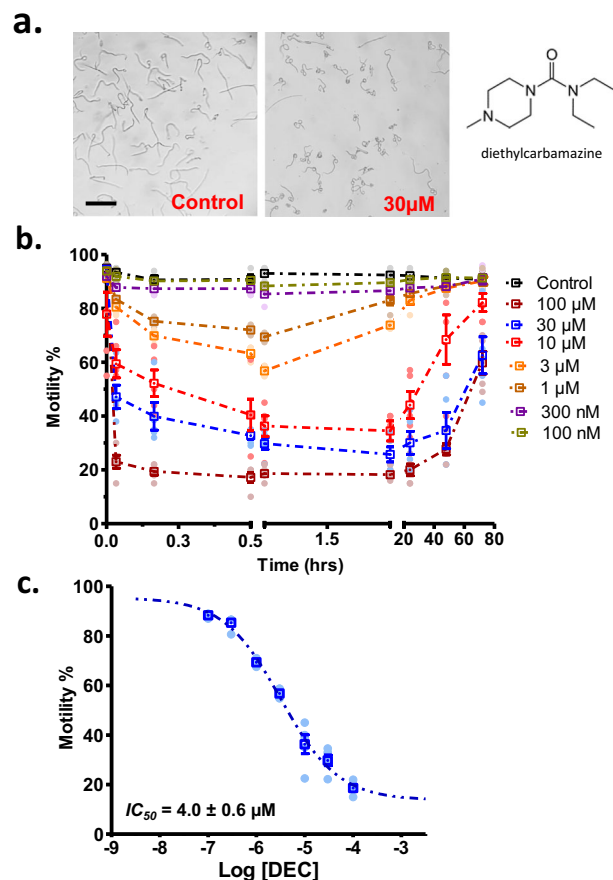 a.
Control
30µM
O
N
N
N
diethylcarbamazine
b.
Motility %
100
80
60
40
20
0
0.0
0.3
0.5
1.5
20
40
60
80
Time (hrs)
Control
100 µM
30 µM
10 µM
3 µM
1 µM
300 nM
100 nM
c.
Motility %
100
80
60
40
20
0
IC50 = 4.0 ± 0.6 µM
-9
-8
-7
-6
-5
-4
-3
Log [DEC]